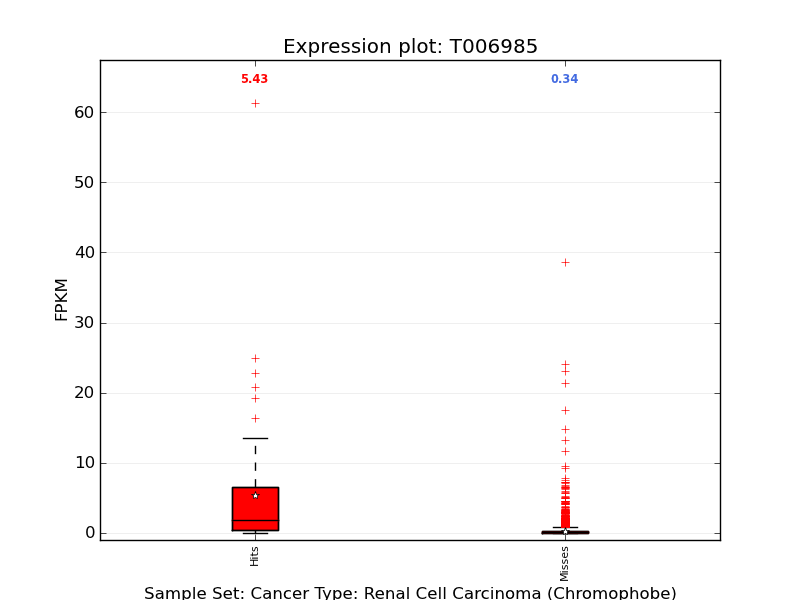 Expression plot: T006985
5.43
0.34
60
50
40
30
20
10
0
FPKM
Hits
Misses
Sample Set: Cancer Type: Renal Cell Carcinoma (Chromophobe)